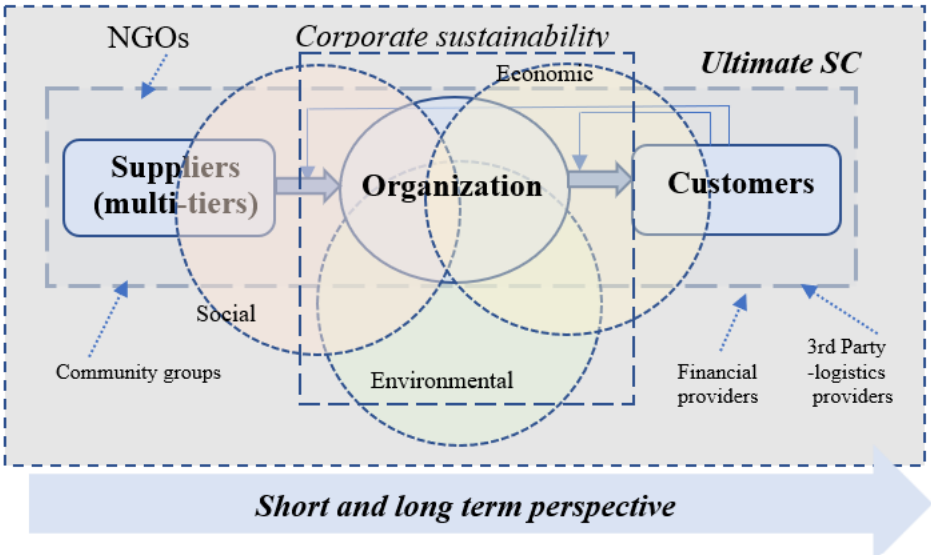 NGOs
Corporate sustainability
Economic
Ultimate SC
Suppliers
(multi-tiers)
Organization
Customers
Social
Environmental
Community groups
Financial
providers
3rd Party
-logistics
providers
Short and long term perspective